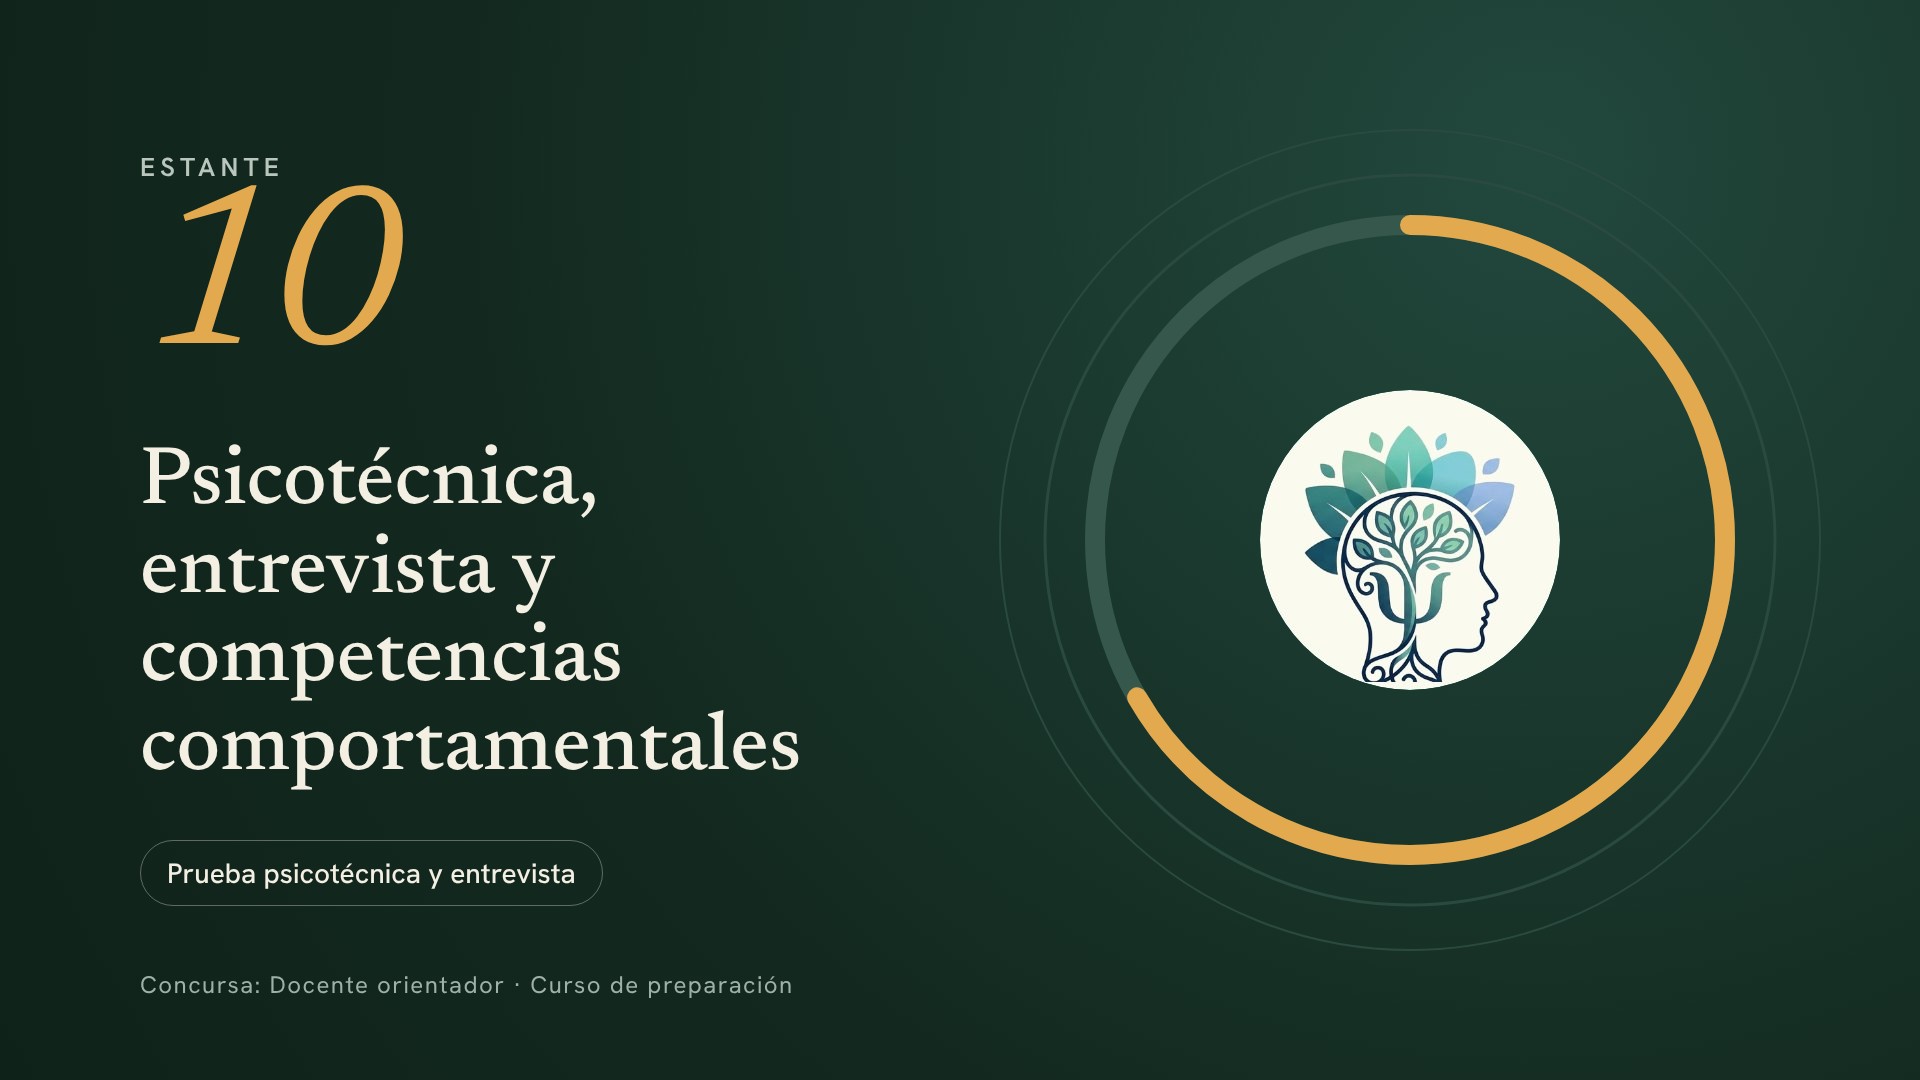 ESTANTE
10
Psicotécnica,
entrevista y
competencias
comportamentales
Prueba psicotécnica y entrevista
Concursa: Docente orientador · Curso de preparación